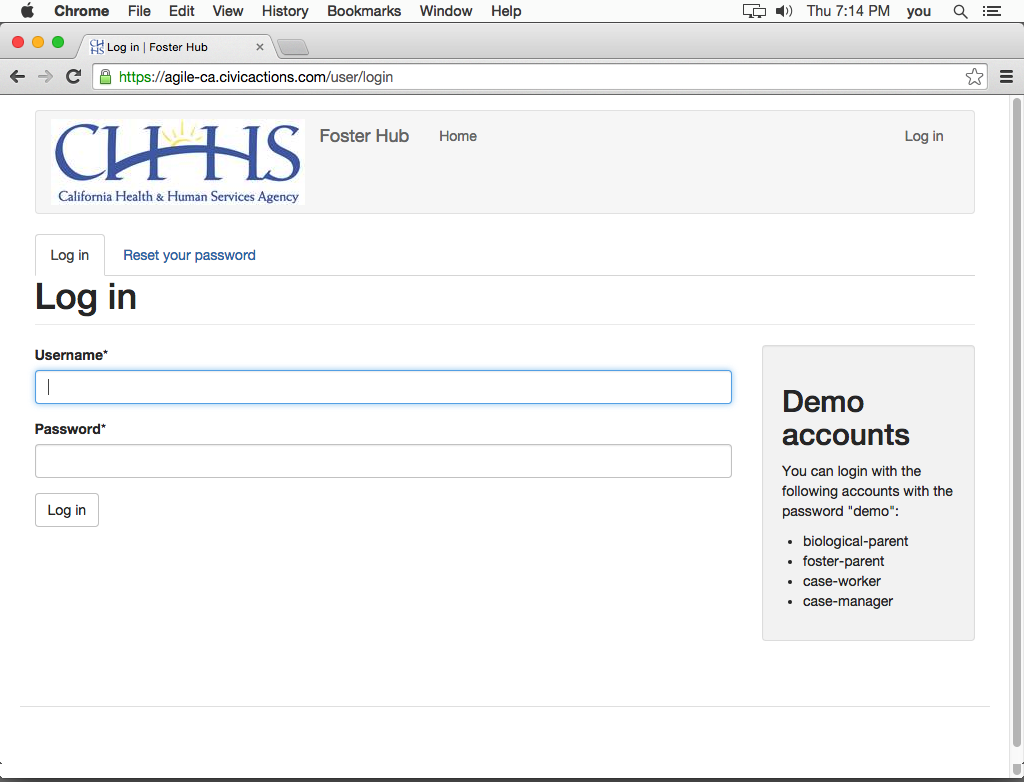 Chrome File Edit View History Bookmarks Window Help Thu 7:14 PM you
CH HS Log in | Foster Hub
https://agile-ca.civicactions.com/user/login
CHHS
California Health & Human Services Agency
Foster Hub Home Log in
Log in Reset your password
Log in
Username*
Password*
Log in
Demo
accounts
You can login with the
following accounts with the
password "demo":
• biological-parent
• foster-parent
• case-worker
• case-manager